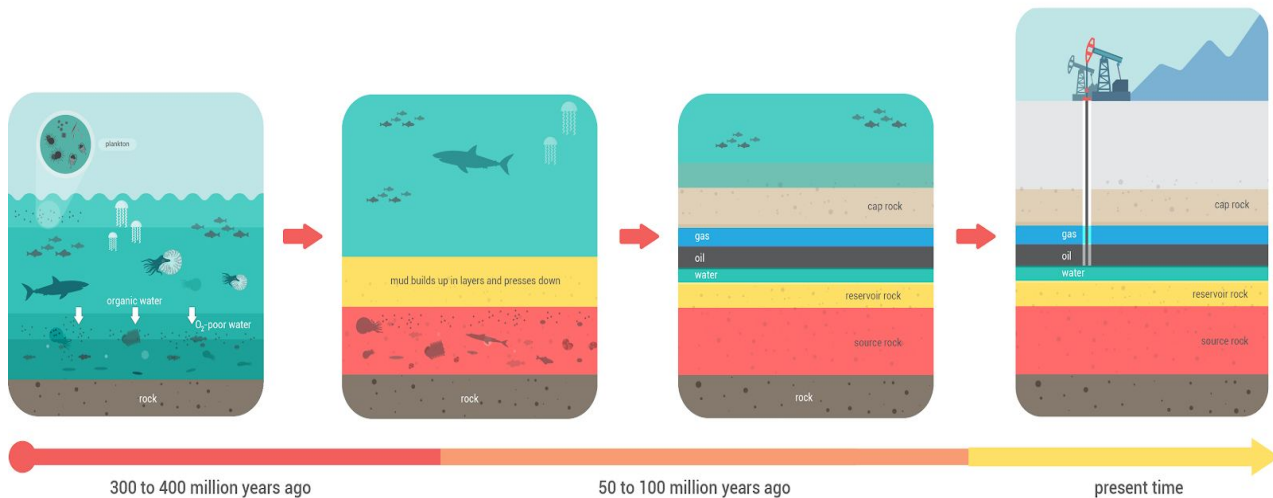 plankton
organic water
O₂-poor water
rock
mud builds up in layers and presses down
rock
cap rock
gas
oil
water
reservoir rock
source rock
rock
cap rock
gas
oil
water
reservoir rock
source rock
300 to 400 million years ago
50 to 100 million years ago
present time